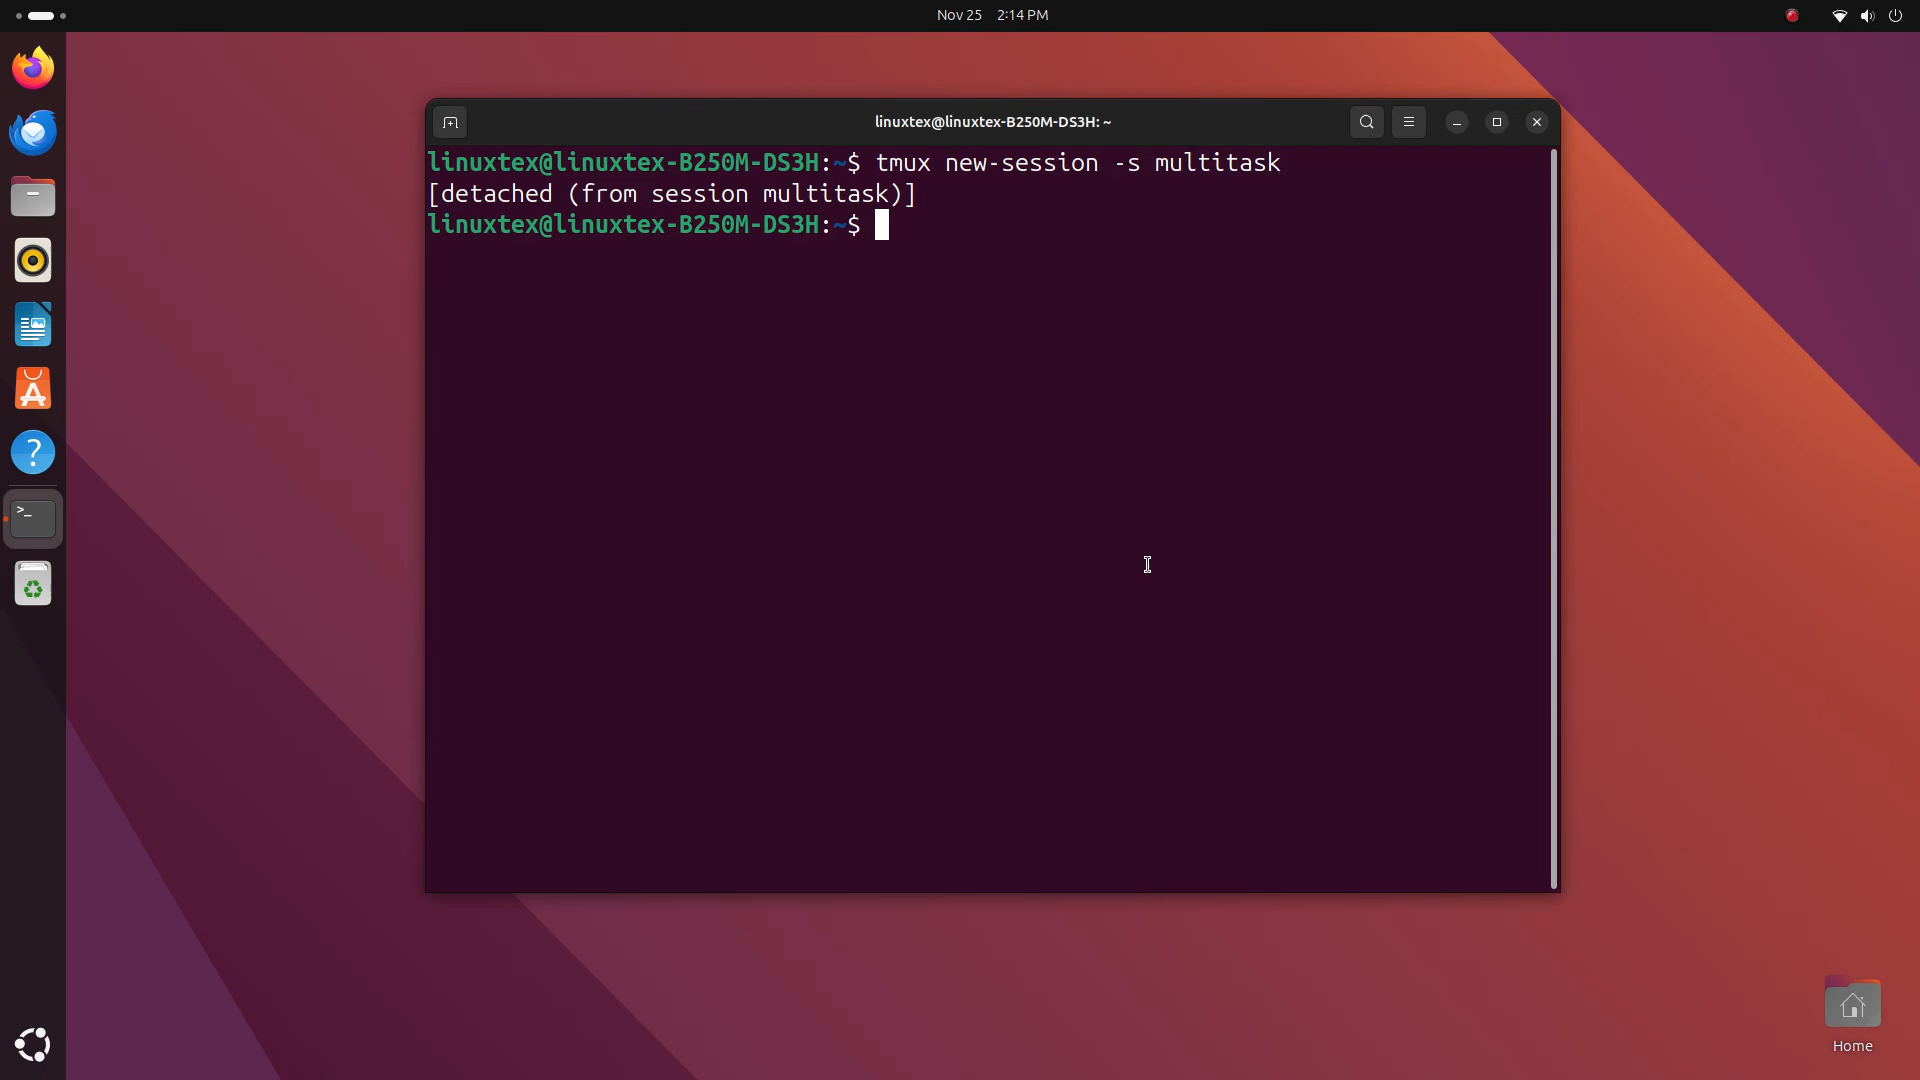 Nov 25 2:14 PM
linuxtex@linuxtex-B250M-DS3H: ~
linuxtex@linuxtex-B250M-DS3H:~$ tmux new-session -s multitask
[detached (from session multitask)]
linuxtex@linuxtex-B250M-DS3H:~$
>_
Home